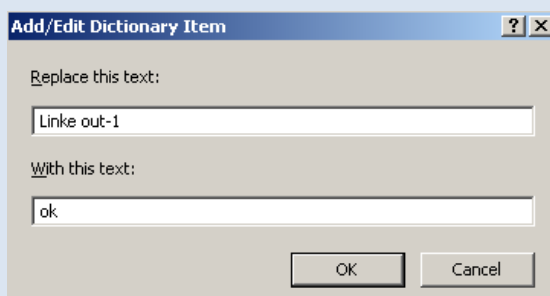 Add/Edit Dictionary Item
Replace this text:
Linke out-1
With this text:
ok
OK Cancel